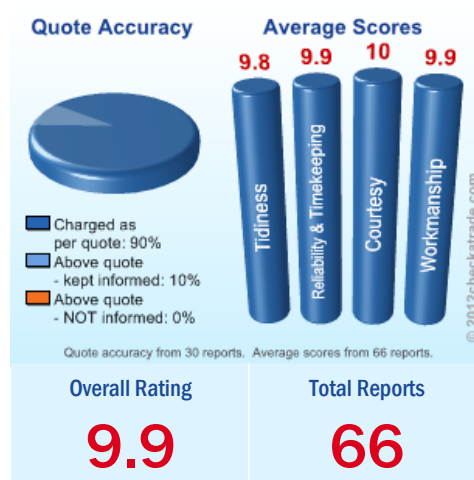 Quote Accuracy
Average Scores
9.8
9.9
10
9.9
Tidiness
Reliability & Timekeeping
Courtesy
Workmanship
Charged as
per quote: 90%
Above quote
- kept informed: 10%
Above quote
- NOT informed: 0%
© 2012checkatrade.com
Quote accuracy from 30 reports. Average scores from 66 reports.
Overall Rating
Total Reports
9.9
66